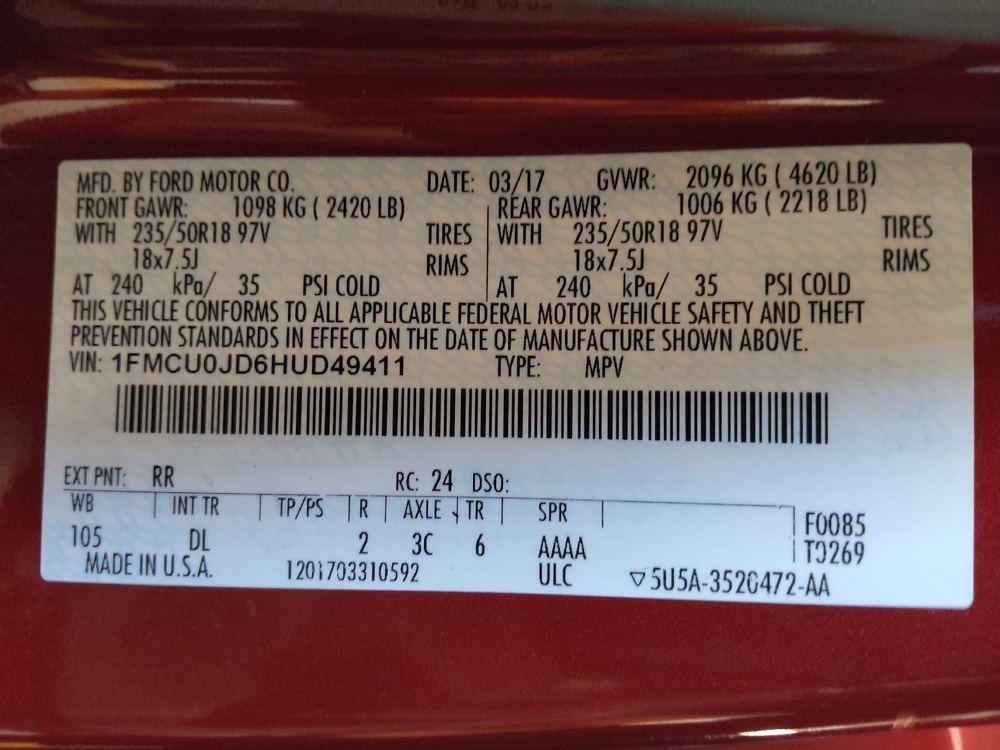 MFD. BY FORD MOTOR CO. DATE: 03/17 GVWR: 2096 KG ( 4620 LB)
FRONT GAWR: 1098 KG ( 2420 LB) REAR GAWR: 1006 KG ( 2218 LB)
WITH 235/50R18 97V TIRES WITH 235/50R18 97V TIRES
18x7.5J RIMS 18x7.5J RIMS
AT 240 kPa/ 35 PSI COLD AT 240 kPa/ 35 PSI COLD
THIS VEHICLE CONFORMS TO ALL APPLICABLE FEDERAL MOTOR VEHICLE SAFETY AND THEFT
PREVENTION STANDARDS IN EFFECT ON THE DATE OF MANUFACTURE SHOWN ABOVE.
VIN: 1FMCU0JD6HUD49411 TYPE: MPV
EXT PNT: RR RC: 24 DSO:
WB INT TR TP/PS R AXLE TR SPR
F0085
105 DL 2 3C 6 AAAA T0269
MADE IN U.S.A. 1201703310592 ULC ▽5U5A-3520472-AA